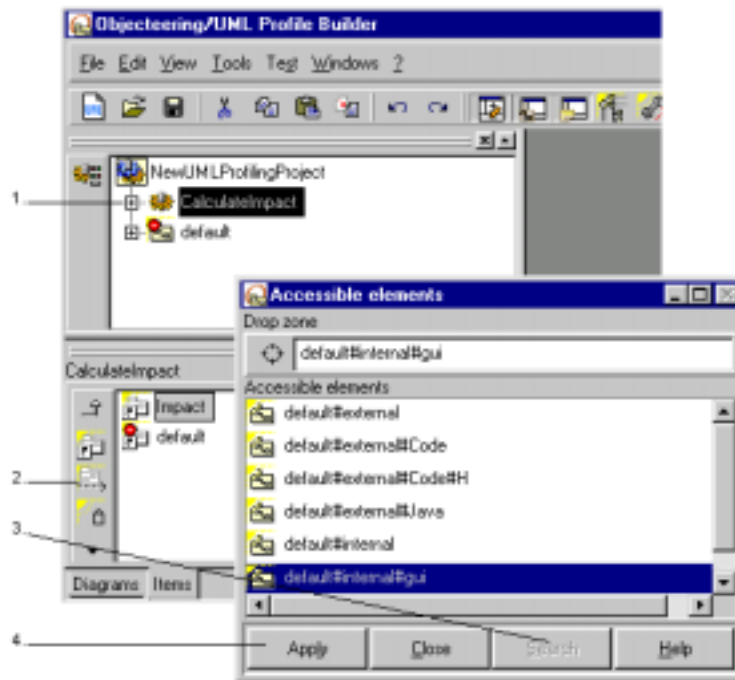 Objecteering/UML Profile Builder
File Edit View Tools Test Windows ?
NewUMLProfilingProject
1
CalculateImpact
default
Accessible elements
Drop zone
default#internal#gui
CalculateImpact
Accessible elements
Impact
default#external
default
default#external#Code
2
default#external#Code#H
3
default#external#Java
default#internal
Diagrams Items
default#internal#gui
4
Apply Close Search Help